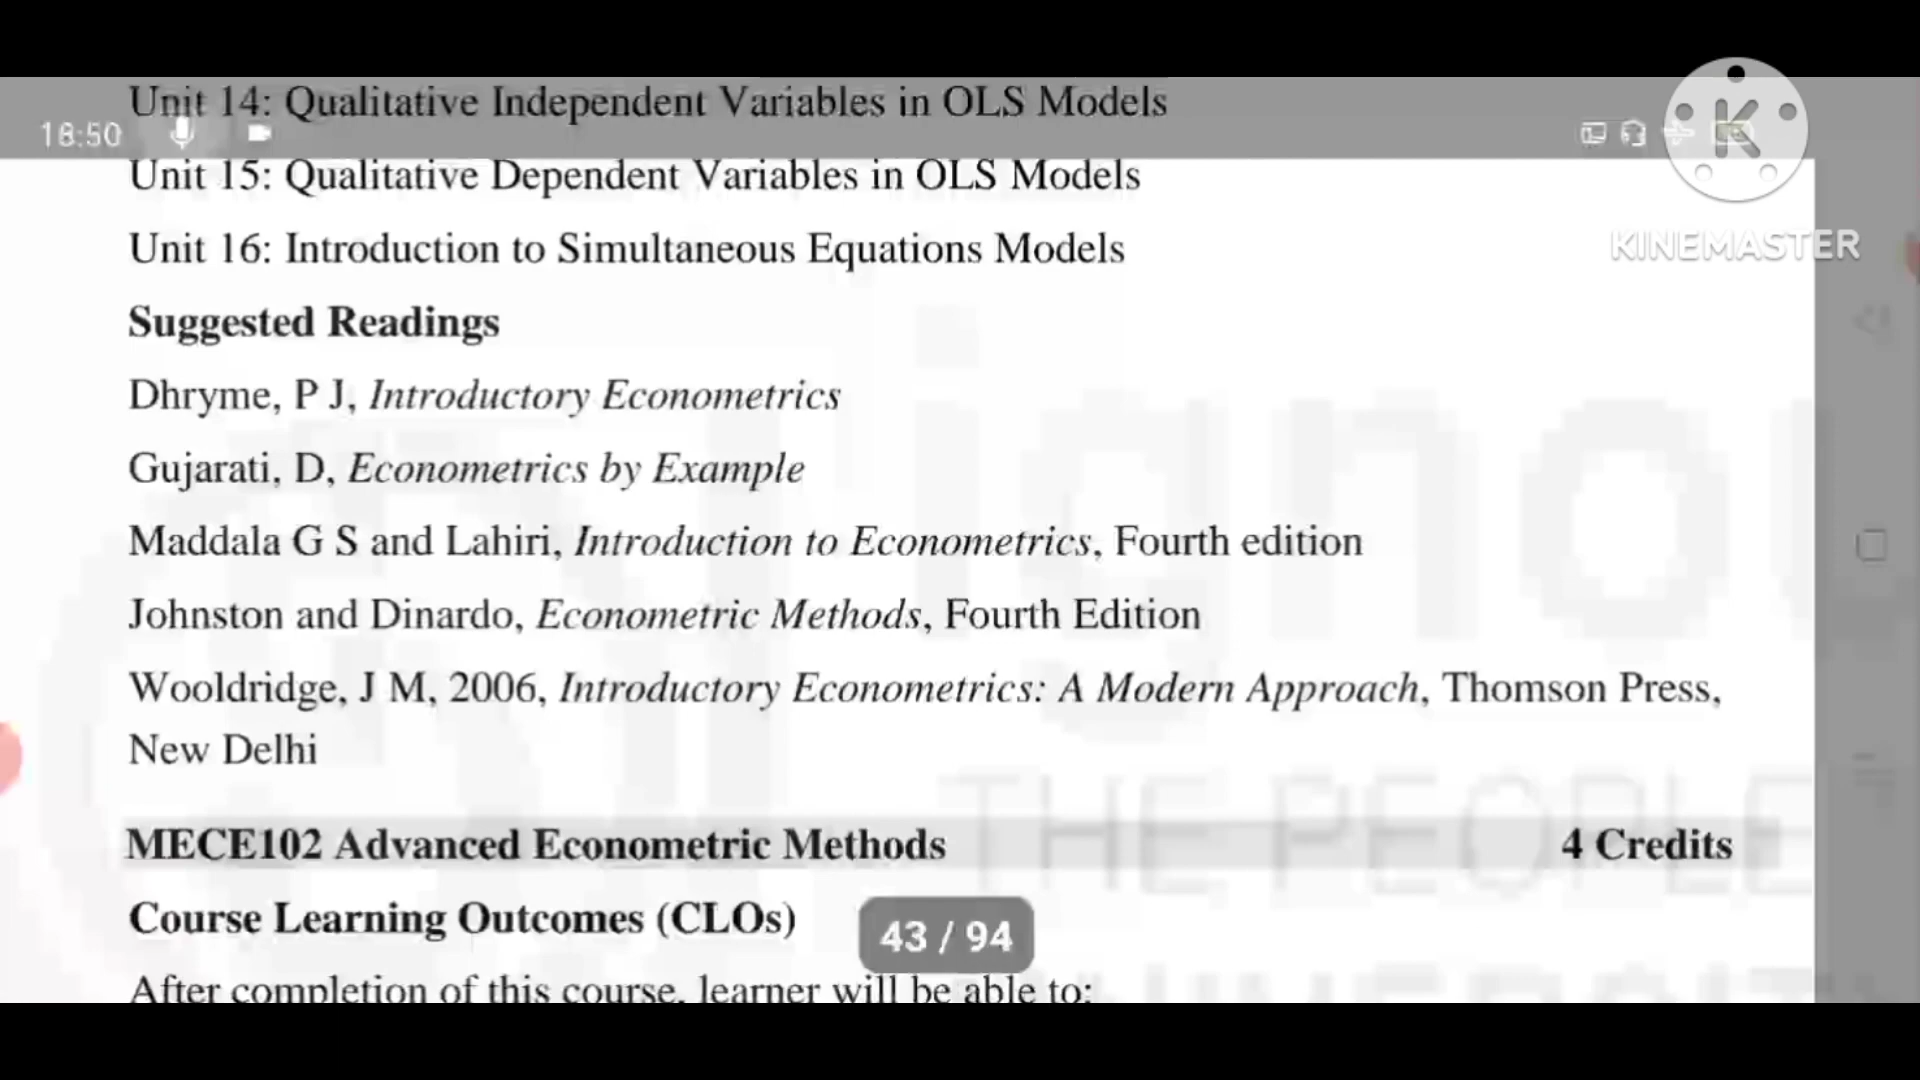 Unit 14: Qualitative Independent Variables in OLS Models
18:50
Unit 15: Qualitative Dependent Variables in OLS Models
Unit 16: Introduction to Simultaneous Equations Models
KINEMASTER
Suggested Readings
Dhryme, P J, Introductory Econometrics
Gujarati, D, Econometrics by Example
Maddala G S and Lahiri, Introduction to Econometrics, Fourth edition
Johnston and Dinardo, Econometric Methods, Fourth Edition
Wooldridge, J M, 2006, Introductory Econometrics: A Modern Approach, Thomson Press,
New Delhi
ignou
THE PEOPLE
MECE102 Advanced Econometric Methods 4 Credits
Course Learning Outcomes (CLOs)
43 / 94
After completion of this course, learner will be able to: